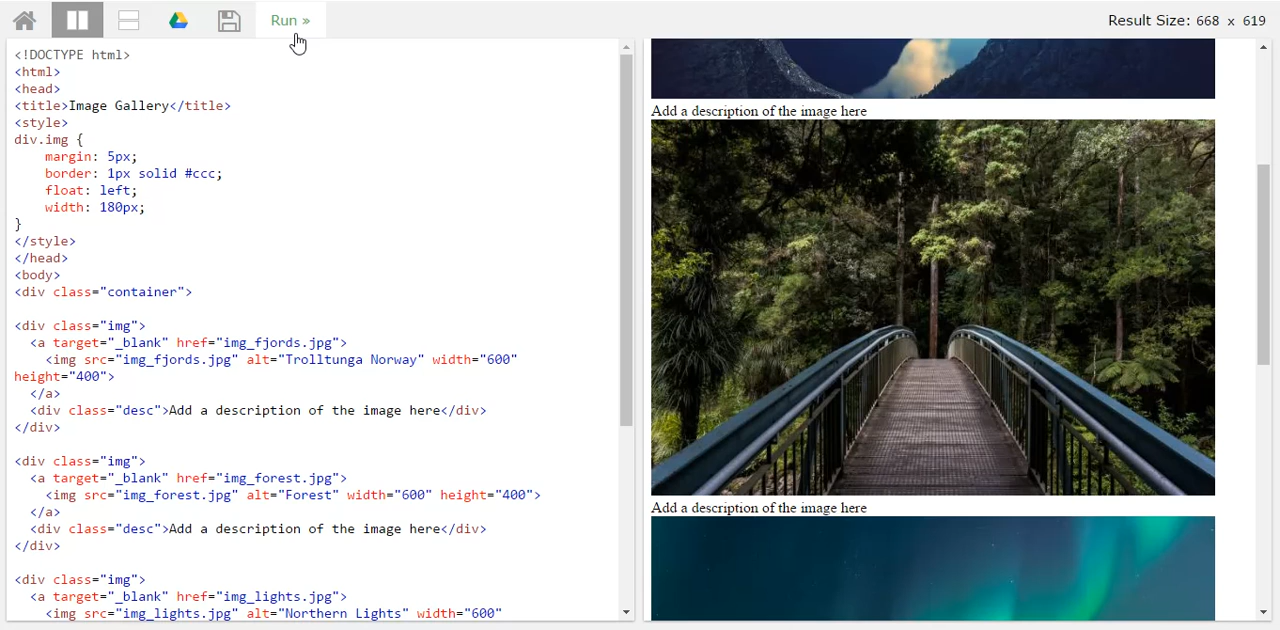 Run »
Result Size: 668 x 619
<!DOCTYPE html>
<html>
<head>
<title>Image Gallery</title>
<style>
div.img {
    margin: 5px;
    border: 1px solid #ccc;
    float: left;
    width: 180px;
}
</style>
</head>
<body>
<div class="container">

<div class="img">
  <a target="_blank" href="img_fjords.jpg">
    <img src="img_fjords.jpg" alt="Trolltunga Norway" width="600"
height="400">
  </a>
  <div class="desc">Add a description of the image here</div>
</div>

<div class="img">
  <a target="_blank" href="img_forest.jpg">
    <img src="img_forest.jpg" alt="Forest" width="600" height="400">
  </a>
  <div class="desc">Add a description of the image here</div>
</div>

<div class="img">
  <a target="_blank" href="img_lights.jpg">
    <img src="img_lights.jpg" alt="Northern Lights" width="600"
Add a description of the image here
Add a description of the image here